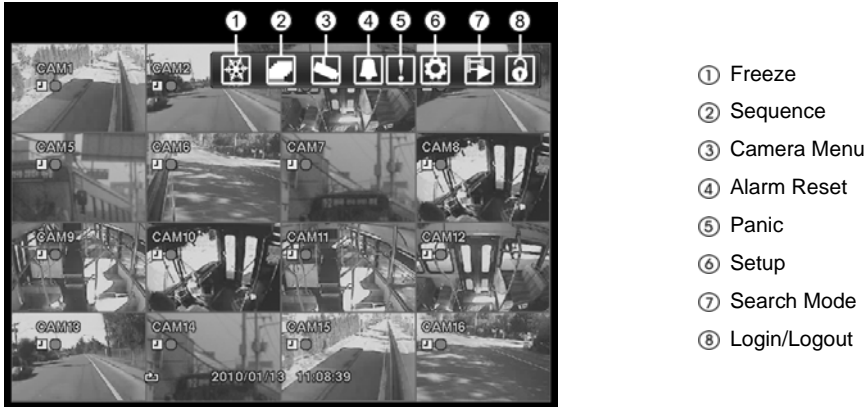 ① ② ③ ④ ⑤ ⑥ ⑦ ⑧
CAM1 CAM2
CAM5 CAM6 CAM7 CAM8
CAM9 CAM10 CAM11 CAM12
CAM13 CAM14 CAM15 CAM16
2010/01/13 11:08:39
① Freeze
② Sequence
③ Camera Menu
④ Alarm Reset
⑤ Panic
⑥ Setup
⑦ Search Mode
⑧ Login/Logout